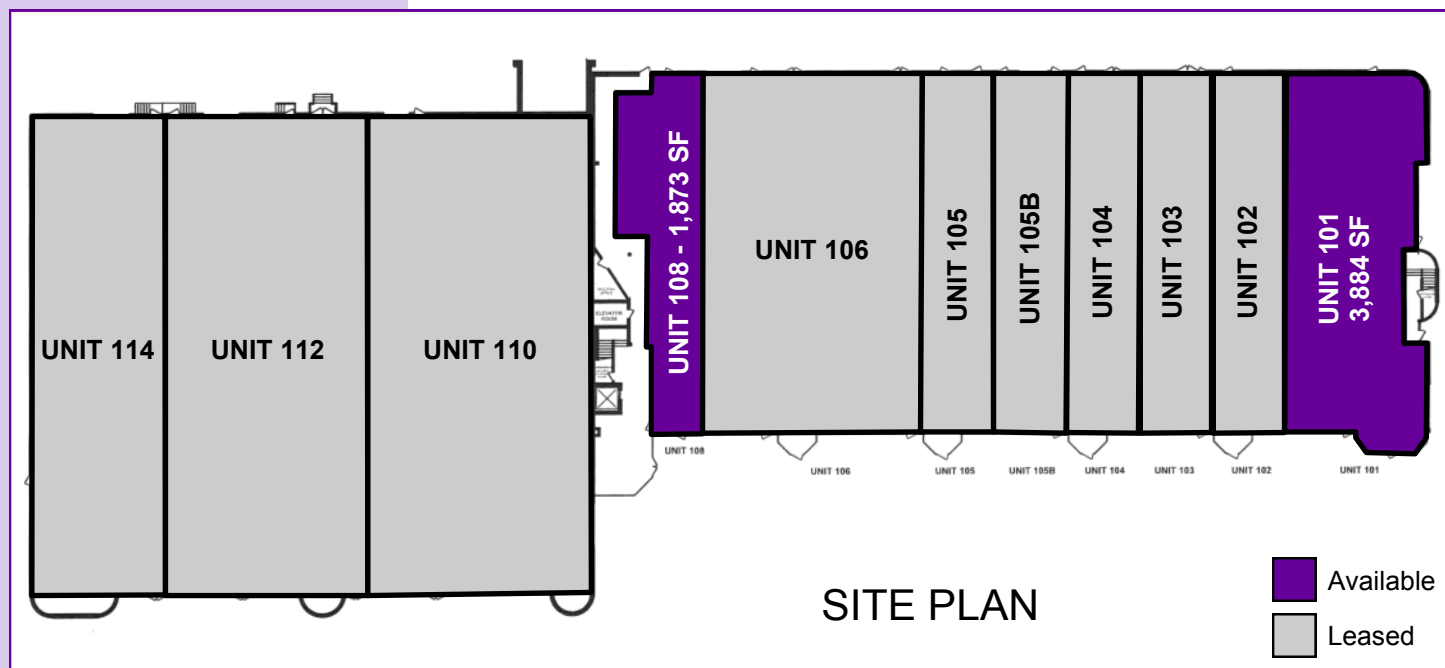 UNIT 114
UNIT 112
UNIT 110
UNIT 108 - 1,873 SF
UNIT 106
UNIT 105
UNIT 105B
UNIT 104
UNIT 103
UNIT 102
UNIT 101
3,884 SF
ELEVATOR
HOUSE
UNIT 108
UNIT 106
UNIT 105
UNIT 105B
UNIT 104
UNIT 103
UNIT 102
UNIT 101
SITE PLAN
Available
Leased